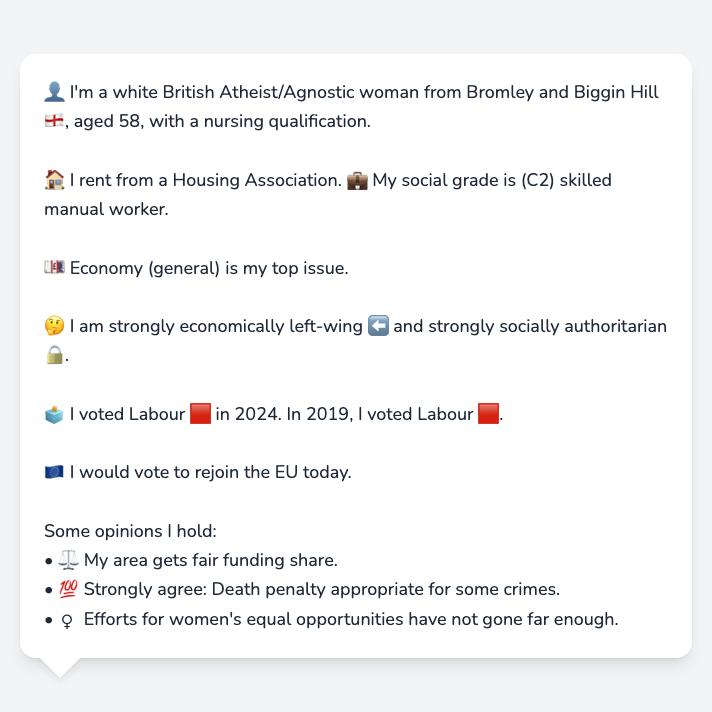 👤 I'm a white British Atheist/Agnostic woman from Bromley and Biggin Hill
🏴󠁧󠁢󠁥󠁮󠁧󠁿, aged 58, with a nursing qualification.
🏠 I rent from a Housing Association. 💼 My social grade is (C2) skilled
manual worker.
💷 Economy (general) is my top issue.
🤔 I am strongly economically left-wing ⬅️ and strongly socially authoritarian
🔒.
🗳️ I voted Labour 🟥 in 2024. In 2019, I voted Labour 🟥.
🇪🇺 I would vote to rejoin the EU today.
Some opinions I hold:
• ⚖️ My area gets fair funding share.
• 💯 Strongly agree: Death penalty appropriate for some crimes.
• ♀ Efforts for women's equal opportunities have not gone far enough.